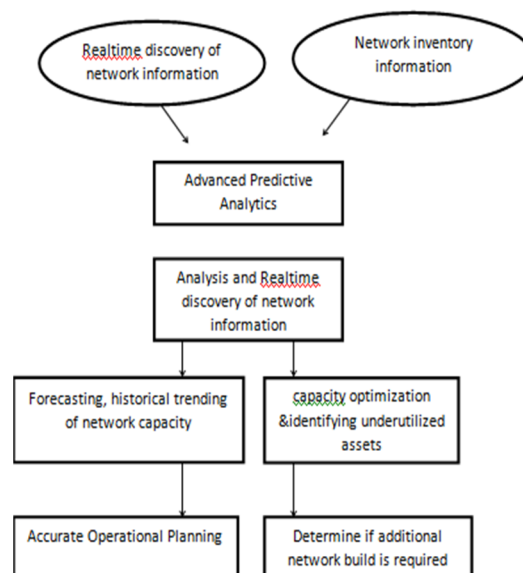 Realtime discovery of
network information
Network inventory
information
Advanced Predictive
Analytics
Analysis and Realtime
discovery of network
information
Forecasting, historical trending
of network capacity
capacity optimization
&identifying underutilized
assets
Accurate Operational Planning
Determine if additional
network build is required